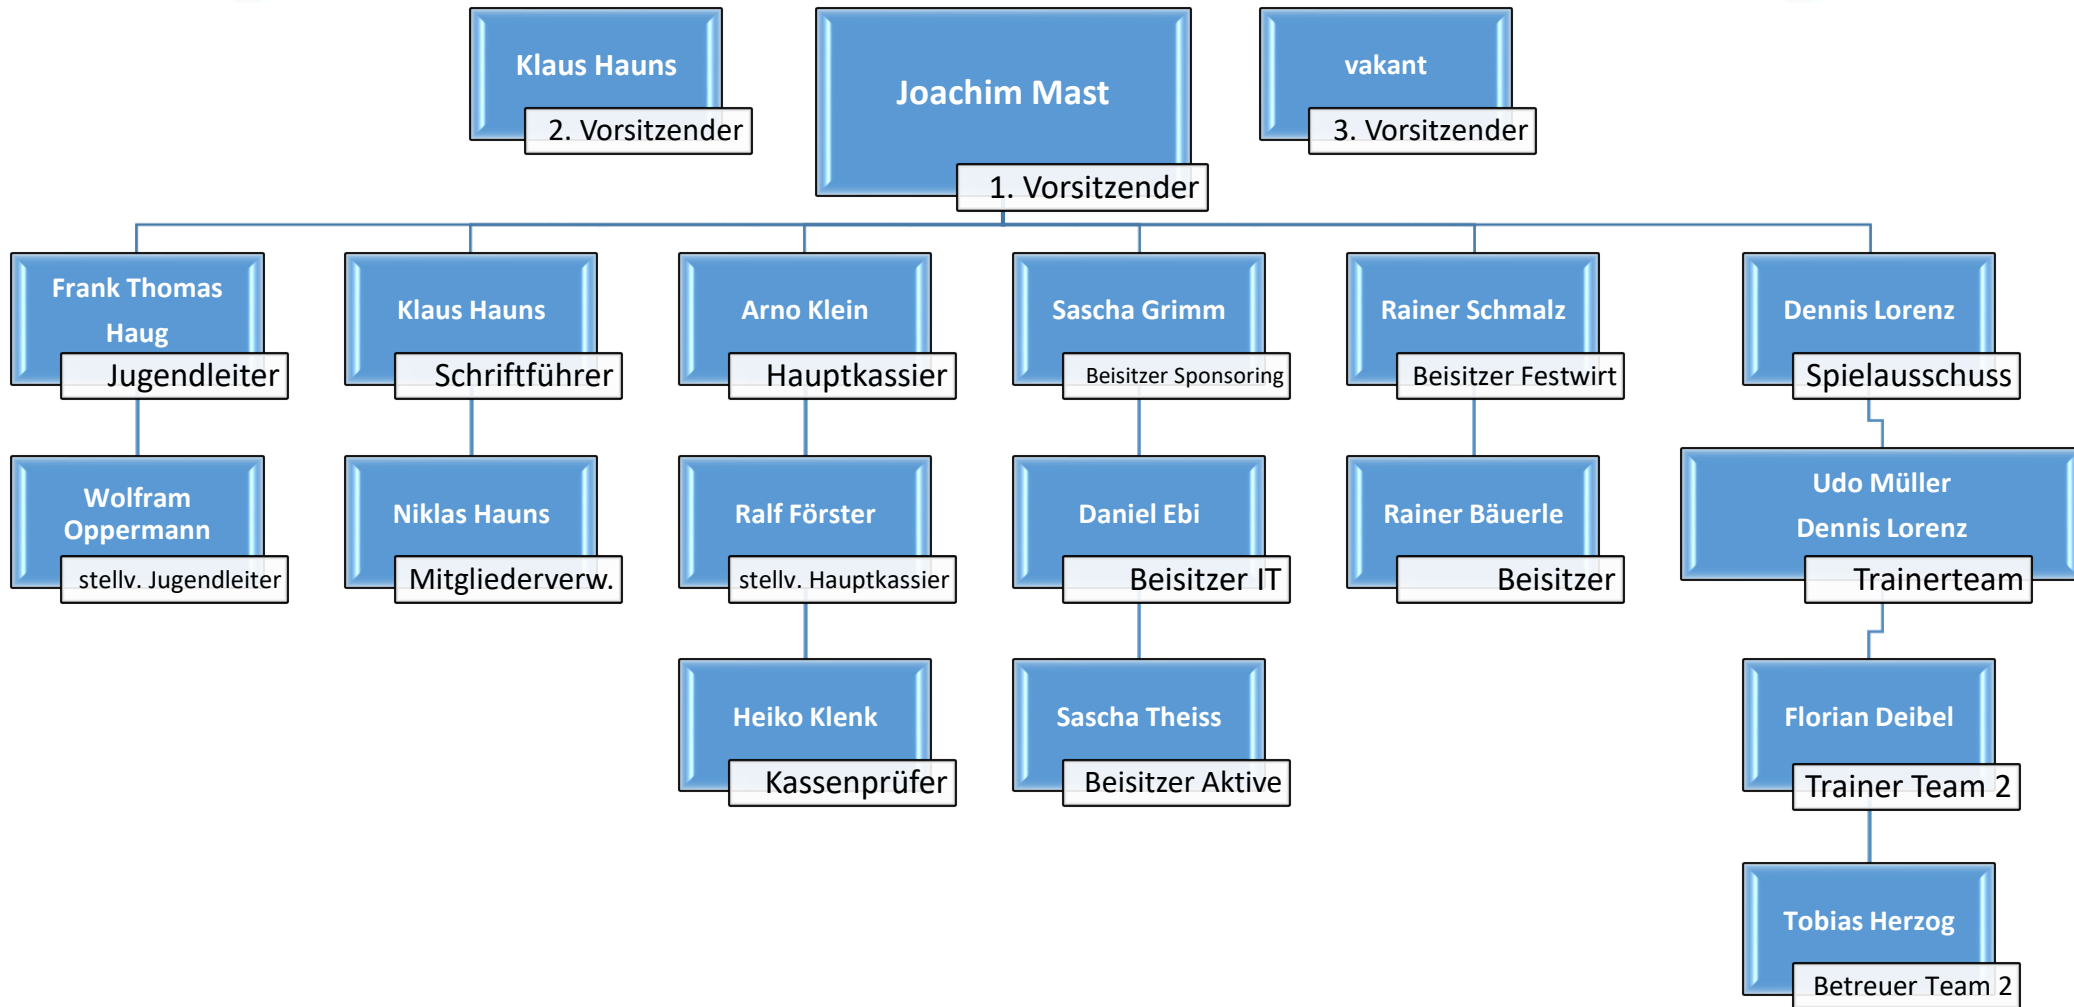 Klaus Hauns
2. Vorsitzender
Joachim Mast
1. Vorsitzender
vakant
3. Vorsitzender
Frank Thomas
Haug
Jugendleiter
Klaus Hauns
Schriftführer
Arno Klein
Hauptkassier
Sascha Grimm
Beisitzer Sponsoring
Rainer Schmalz
Beisitzer Festwirt
Dennis Lorenz
Spielausschuss
Wolfram
Oppermann
stellv. Jugendleiter
Niklas Hauns
Mitgliederverw.
Ralf Förster
stellv. Hauptkassier
Daniel Ebi
Beisitzer IT
Rainer Bäuerle
Beisitzer
Udo Müller
Dennis Lorenz
Trainerteam
Heiko Klenk
Kassenprüfer
Sascha Theiss
Beisitzer Aktive
Florian Deibel
Trainer Team 2
Tobias Herzog
Betreuer Team 2